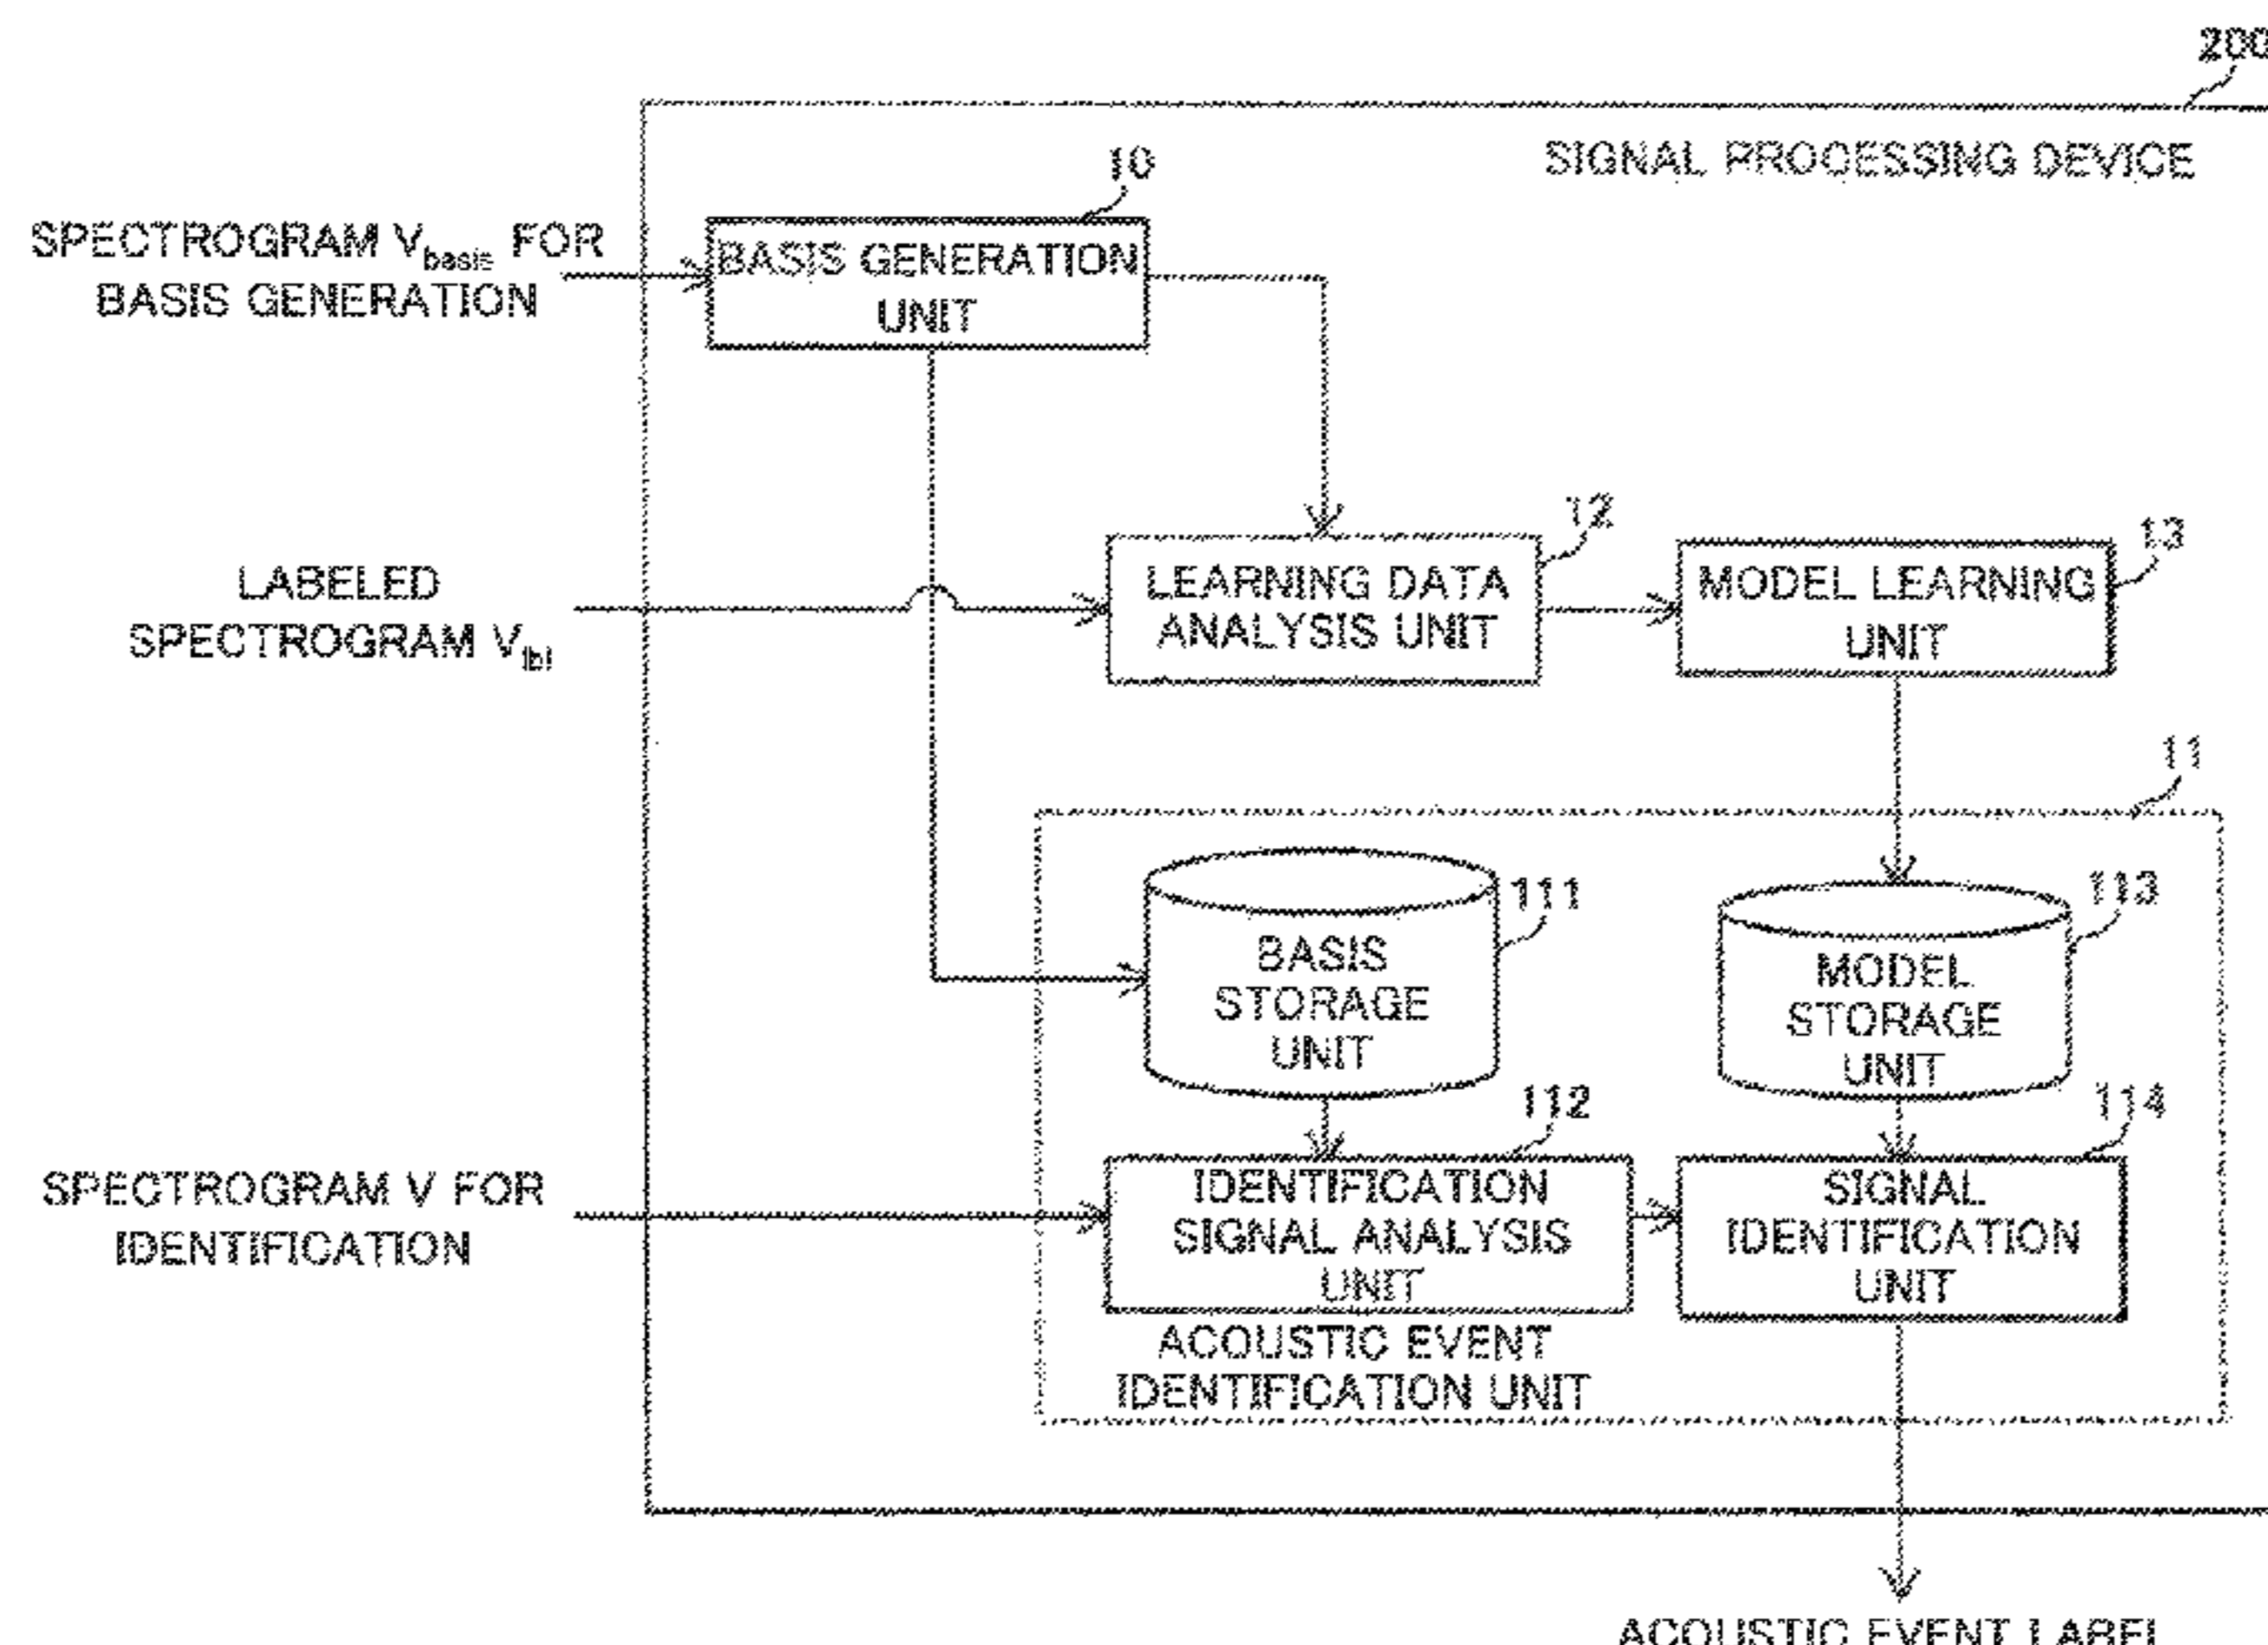 200
SIGNAL PROCESSING DEVICE
10
SPECTROGRAM Vbasis FOR
BASIS GENERATION
BASIS GENERATION
UNIT
12
13
LABELED
SPECTROGRAM Vlbl
LEARNING DATA
ANALYSIS UNIT
MODEL LEARNING
UNIT
11
111
113
BASIS
STORAGE
UNIT
MODEL
STORAGE
UNIT
112
114
SPECTROGRAM V FOR
IDENTIFICATION
IDENTIFICATION
SIGNAL ANALYSIS
UNIT
SIGNAL
IDENTIFICATION
UNIT
ACOUSTIC EVENT
IDENTIFICATION UNIT
ACOUSTIC EVENT LABEL